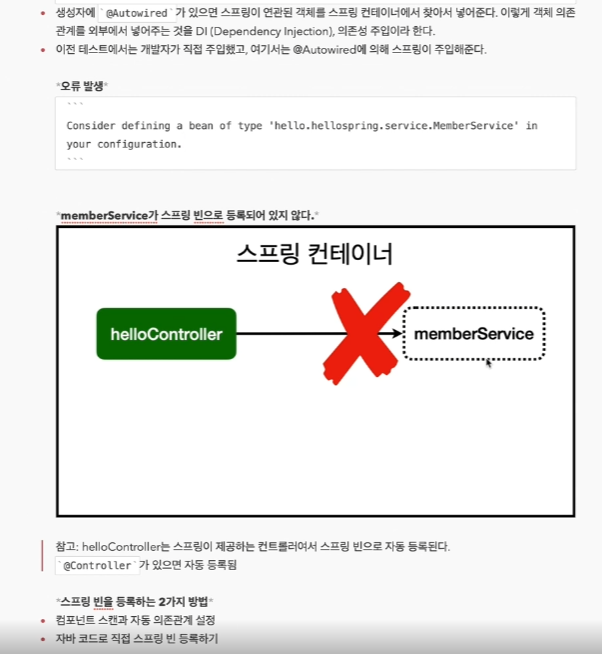 생성자에 `@Autowired`가 있으면 스프링이 연관된 객체를 스프링 컨테이너에서 찾아서 넣어준다. 이렇게 객체 의존
관계를 외부에서 넣어주는 것을 DI (Dependency Injection), 의존성 주입이라 한다.
이전 테스트에서는 개발자가 직접 주입했고, 여기서는 @Autowired에 의해 스프링이 주입해준다.
*오류 발생*
```
Consider defining a bean of type 'hello.hellospring.service.MemberService' in
your configuration.
```
*memberService가 스프링 빈으로 등록되어 있지 않다.*
스프링 컨테이너
helloController
memberService
참고: helloController는 스프링이 제공하는 컨트롤러여서 스프링 빈으로 자동 등록된다.
`@Controller`가 있으면 자동 등록됨
*스프링 빈을 등록하는 2가지 방법*
컴포넌트 스캔과 자동 의존관계 설정
자바 코드로 직접 스프링 빈 등록하기